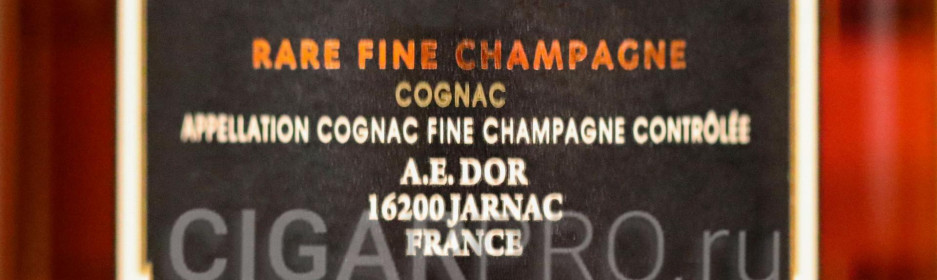 RARE FINE CHAMPAGNE
COGNAC
APPELLATION COGNAC FINE CHAMPAGNE CONTRÔLÉE
A.E. DOR
16200 JARNAC
FRANCE
CIGARPRO.ru